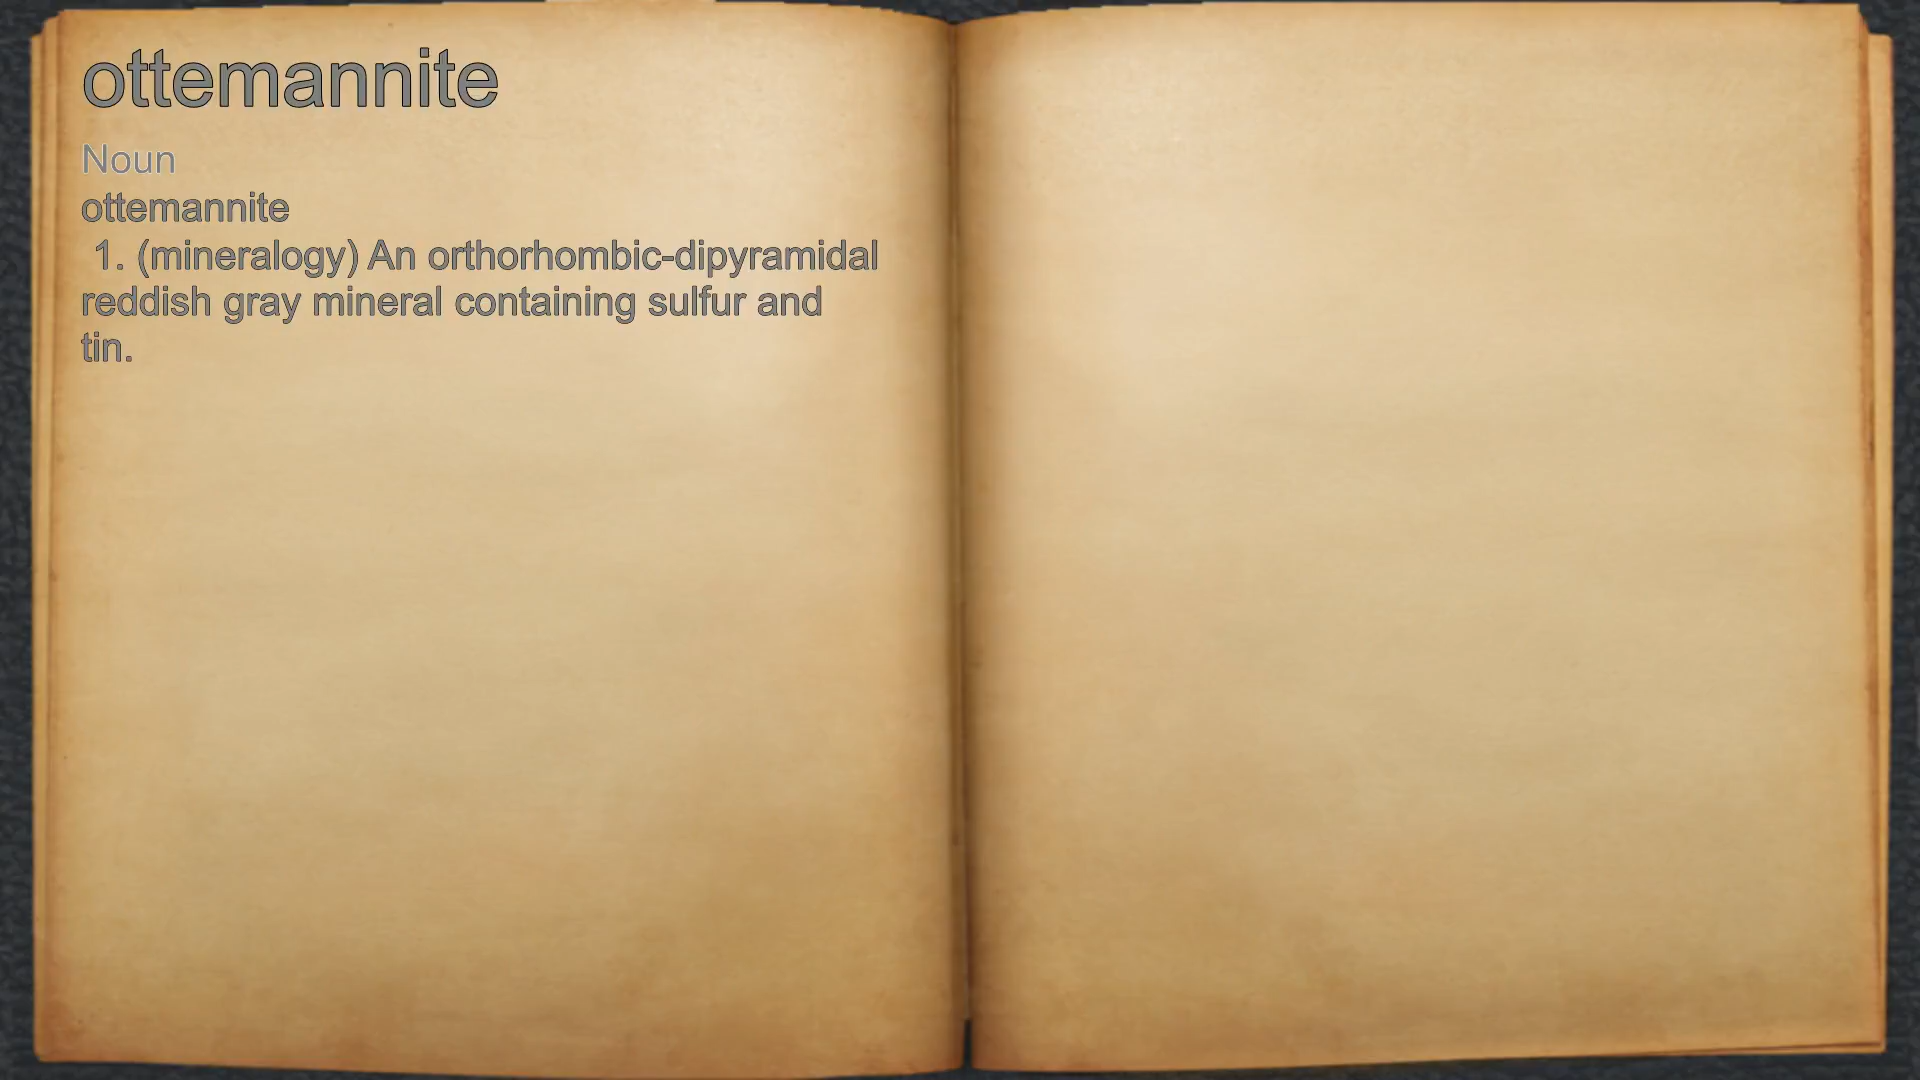 ottemannite
Noun
ottemannite
1. (mineralogy) An orthorhombic-dipyramidal
reddish gray mineral containing sulfur and
tin.